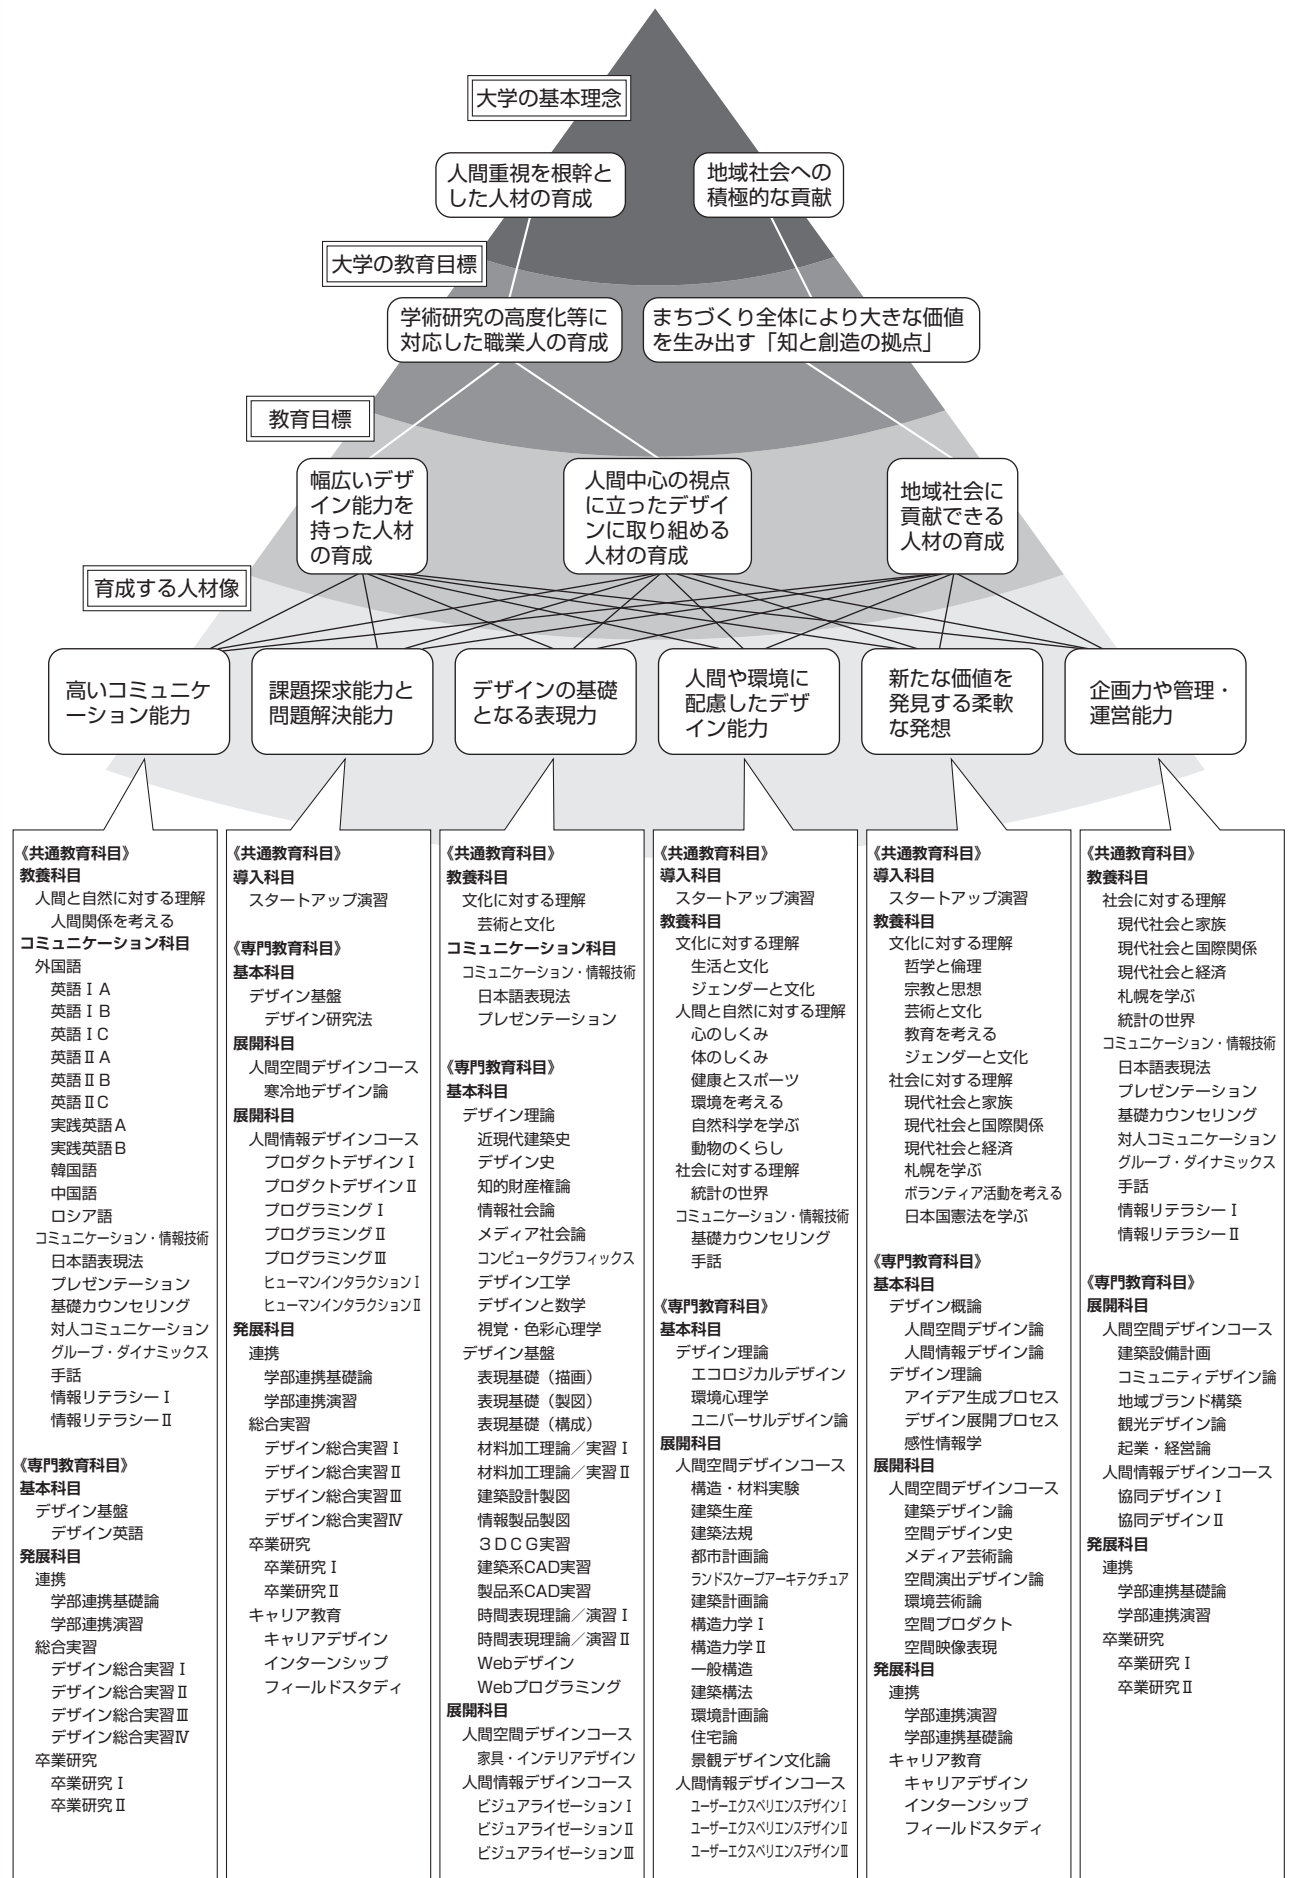 大学の基本理念
人間重視を根幹と
した人材の育成
地域社会への
積極的な貢献
大学の教育目標
学術研究の高度化等に
対応した職業人の育成
まちづくり全体により大きな価値
を生み出す「知と創造の拠点」
教育目標
幅広いデザ
イン能力を
持った人材
の育成
人間中心の視点
に立ったデザイ
ンに取り組める
人材の育成
地域社会に
貢献できる
人材の育成
育成する人材像
高いコミュニケ
ーション能力
課題探求能力と
問題解決能力
デザインの基礎
となる表現力
人間や環境に
配慮したデザ
イン能力
新たな価値を
発見する柔軟
な発想
企画力や管理・
運営能力
《共通教育科目》
教養科目
人間と自然に対する理解
人間関係を考える
コミュニケーション科目
外国語
英語ⅠA
英語ⅠB
英語ⅠC
英語ⅡA
英語ⅡB
英語ⅡC
実践英語A
実践英語B
韓国語
中国語
ロシア語
コミュニケーション・情報技術
日本語表現法
プレゼンテーション
基礎カウンセリング
対人コミュニケーション
グループ・ダイナミックス
手話
情報リテラシーⅠ
情報リテラシーⅡ
《専門教育科目》
基本科目
デザイン基盤
デザイン英語
発展科目
連携
学部連携基礎論
学部連携演習
総合実習
デザイン総合実習Ⅰ
デザイン総合実習Ⅱ
デザイン総合実習Ⅲ
デザイン総合実習Ⅳ
卒業研究
卒業研究Ⅰ
卒業研究Ⅱ
《共通教育科目》
導入科目
スタートアップ演習
《専門教育科目》
基本科目
デザイン基盤
デザイン研究法
展開科目
人間空間デザインコース
寒冷地デザイン論
展開科目
人間情報デザインコース
プロダクトデザインⅠ
プロダクトデザインⅡ
プログラミングⅠ
プログラミングⅡ
プログラミングⅢ
ヒューマンインタラクションⅠ
ヒューマンインタラクションⅡ
発展科目
連携
学部連携基礎論
学部連携演習
総合実習
デザイン総合実習Ⅰ
デザイン総合実習Ⅱ
デザイン総合実習Ⅲ
デザイン総合実習Ⅳ
卒業研究
卒業研究Ⅰ
卒業研究Ⅱ
キャリア教育
キャリアデザイン
インターンシップ
フィールドスタディ
《共通教育科目》
教養科目
文化に対する理解
芸術と文化
コミュニケーション科目
コミュニケーション・情報技術
日本語表現法
プレゼンテーション
《専門教育科目》
基本科目
デザイン理論
近現代建築史
デザイン史
知的財産権論
情報社会論
メディア社会論
コンピュータグラフィックス
デザイン工学
デザインと数学
視覚・色彩心理学
デザイン基盤
表現基礎（描画）
表現基礎（製図）
表現基礎（構成）
材料加工理論／実習Ⅰ
材料加工理論／実習Ⅱ
建築設計製図
情報製品製図
３ＤＣＧ実習
建築系CAD実習
製品系CAD実習
時間表現理論／演習Ⅰ
時間表現理論／演習Ⅱ
Webデザイン
Webプログラミング
展開科目
人間空間デザインコース
家具・インテリアデザイン
人間情報デザインコース
ビジュアライゼーションⅠ
ビジュアライゼーションⅡ
ビジュアライゼーションⅢ
《共通教育科目》
導入科目
スタートアップ演習
教養科目
文化に対する理解
生活と文化
ジェンダーと文化
人間と自然に対する理解
心のしくみ
体のしくみ
健康とスポーツ
環境を考える
自然科学を学ぶ
動物のくらし
社会に対する理解
統計の世界
コミュニケーション・情報技術
基礎カウンセリング
手話
《専門教育科目》
基本科目
デザイン理論
エコロジカルデザイン
環境心理学
ユニバーサルデザイン論
展開科目
人間空間デザインコース
構造・材料実験
建築生産
建築法規
都市計画論
ランドスケープアーキテクチュア
建築計画論
構造力学Ⅰ
構造力学Ⅱ
一般構造
建築構法
環境計画論
住宅論
景観デザイン文化論
人間情報デザインコース
ユーザーエクスペリエンスデザインⅠ
ユーザーエクスペリエンスデザインⅡ
ユーザーエクスペリエンスデザインⅢ
《共通教育科目》
導入科目
スタートアップ演習
教養科目
文化に対する理解
哲学と倫理
宗教と思想
芸術と文化
教育を考える
ジェンダーと文化
社会に対する理解
現代社会と家族
現代社会と国際関係
現代社会と経済
札幌を学ぶ
ボランティア活動を考える
日本国憲法を学ぶ
《専門教育科目》
基本科目
デザイン概論
人間空間デザイン論
人間情報デザイン論
デザイン理論
アイデア生成プロセス
デザイン展開プロセス
感性情報学
展開科目
人間空間デザインコース
建築デザイン論
空間デザイン史
メディア芸術論
空間演出デザイン論
環境芸術論
空間プロダクト
空間映像表現
発展科目
連携
学部連携演習
学部連携基礎論
キャリア教育
キャリアデザイン
インターンシップ
フィールドスタディ
《共通教育科目》
教養科目
社会に対する理解
現代社会と家族
現代社会と国際関係
現代社会と経済
札幌を学ぶ
統計の世界
コミュニケーション・情報技術
日本語表現法
プレゼンテーション
基礎カウンセリング
対人コミュニケーション
グループ・ダイナミックス
手話
情報リテラシーⅠ
情報リテラシーⅡ
《専門教育科目》
展開科目
人間空間デザインコース
建築設備計画
コミュニティデザイン論
地域ブランド構築
観光デザイン論
起業・経営論
人間情報デザインコース
協同デザインⅠ
協同デザインⅡ
発展科目
連携
学部連携基礎論
学部連携演習
卒業研究
卒業研究Ⅰ
卒業研究Ⅱ